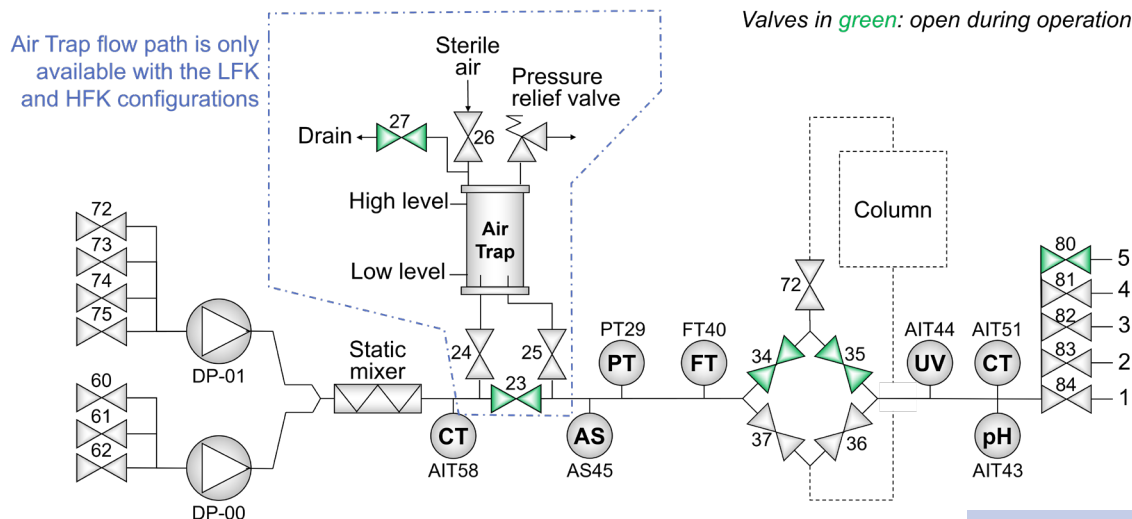 Valves in green: open during operation
Air Trap flow path is only
available with the LFK
and HFK configurations
Sterile
air
Pressure
relief valve
27
26
Drain
High level
Air
Trap
Low level
72
73
74
75
DP-01
60
61
62
DP-00
Static
mixer
24
25
23
CT
AIT58
AS
AS45
PT29
PT
FT40
FT
Column
72
34
35
37
36
AIT44
UV
AIT51
CT
pH
AIT43
80
5
81
4
82
3
83
2
84
1